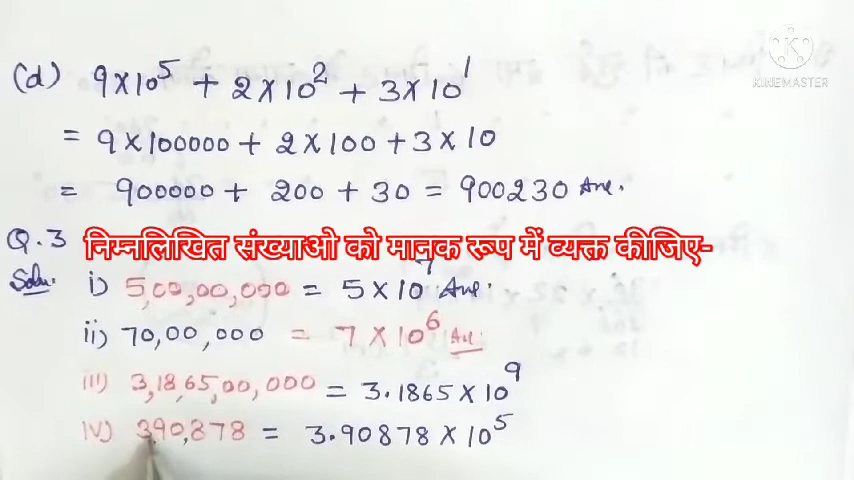 KINEMASTER
(d) 9×10⁵ + 2×10² + 3×10¹
= 9×100000 + 2×100 + 3×10
= 900000 + 200 + 30 = 900230 Ans.
Q.3 निम्नलिखित संख्याओ को मानक रूप में व्यक्त कीजिए-
Solu. i) 5,00,00,000 = 5×10⁷ Ans.
ii) 70,00,000 = 7×10⁶ Ans.
iii) 3,18,65,00,000 = 3.1865×10⁹
iv) 390,878 = 3.90878×10⁵